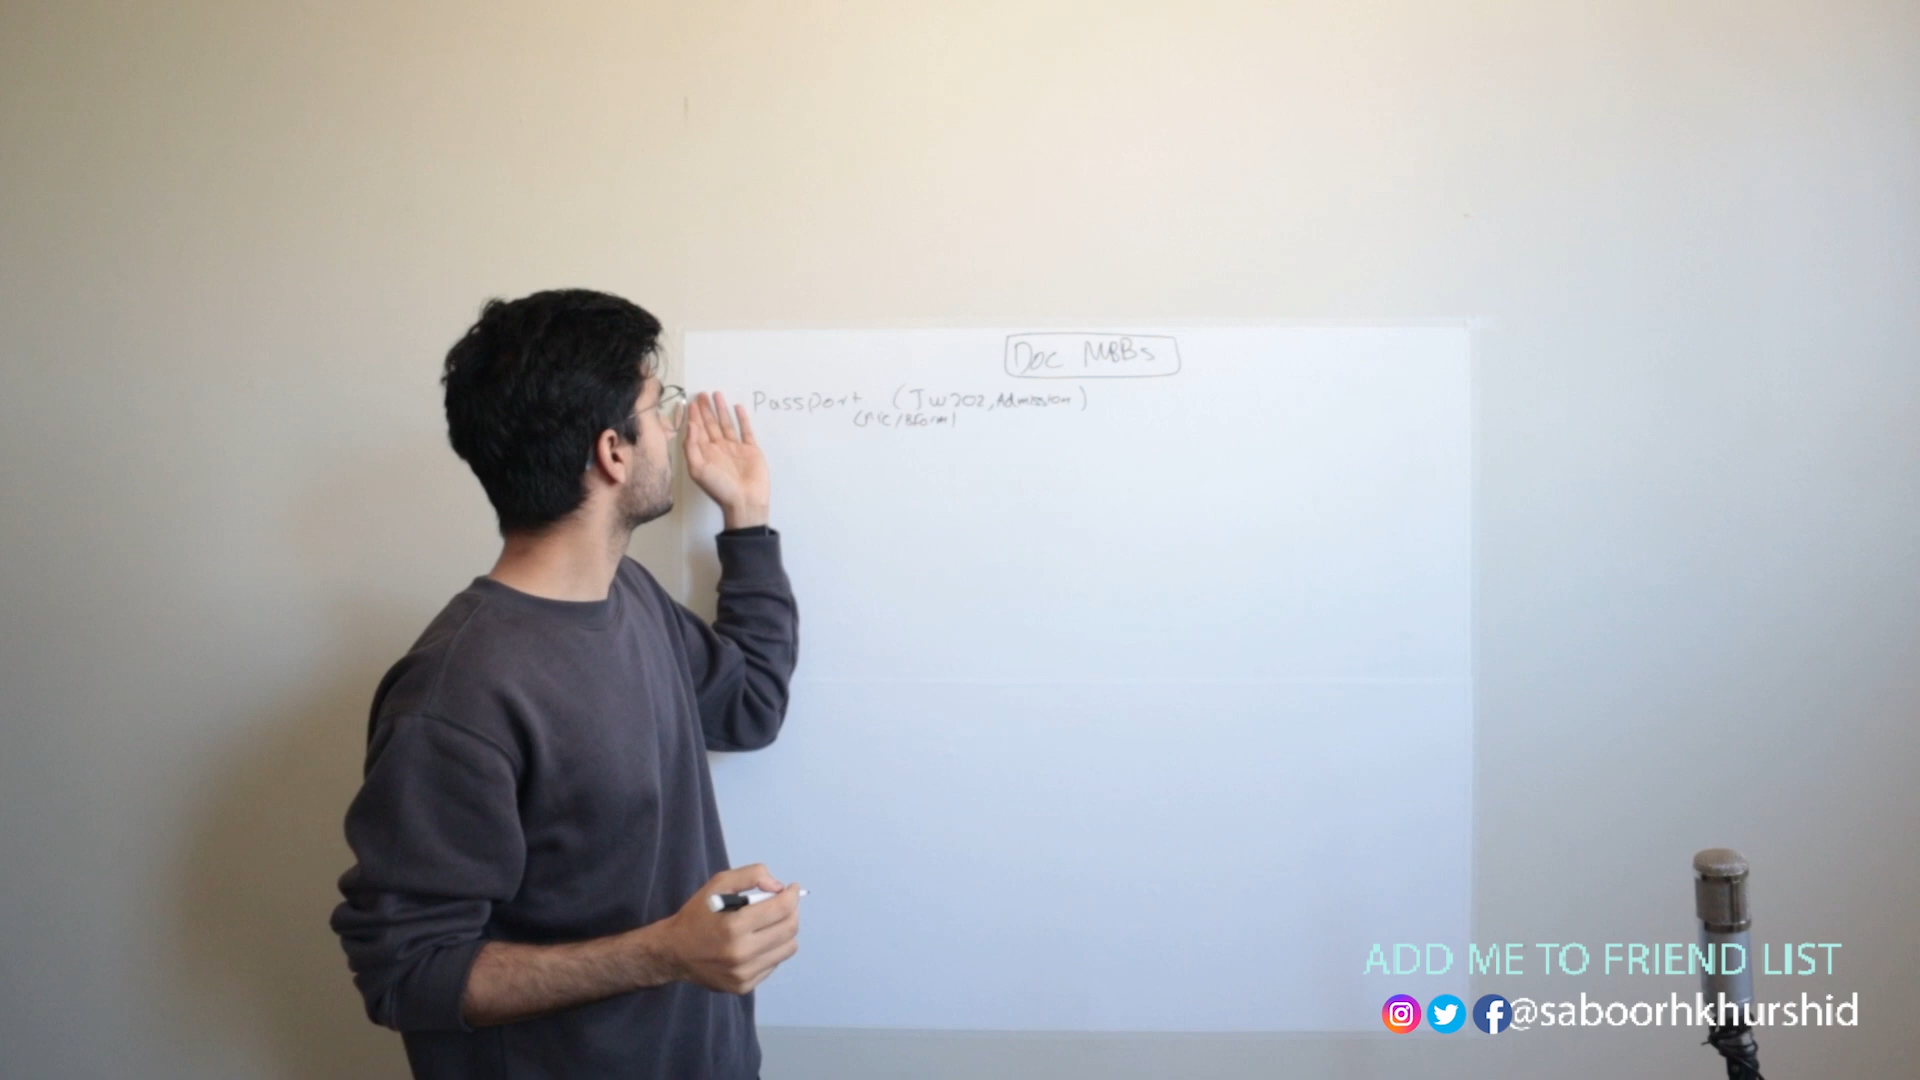 Doc MBBs
Passport (Jw202, Admission)
CNIC/BForm
ADD ME TO FRIEND LIST
@saboorhkhurshid